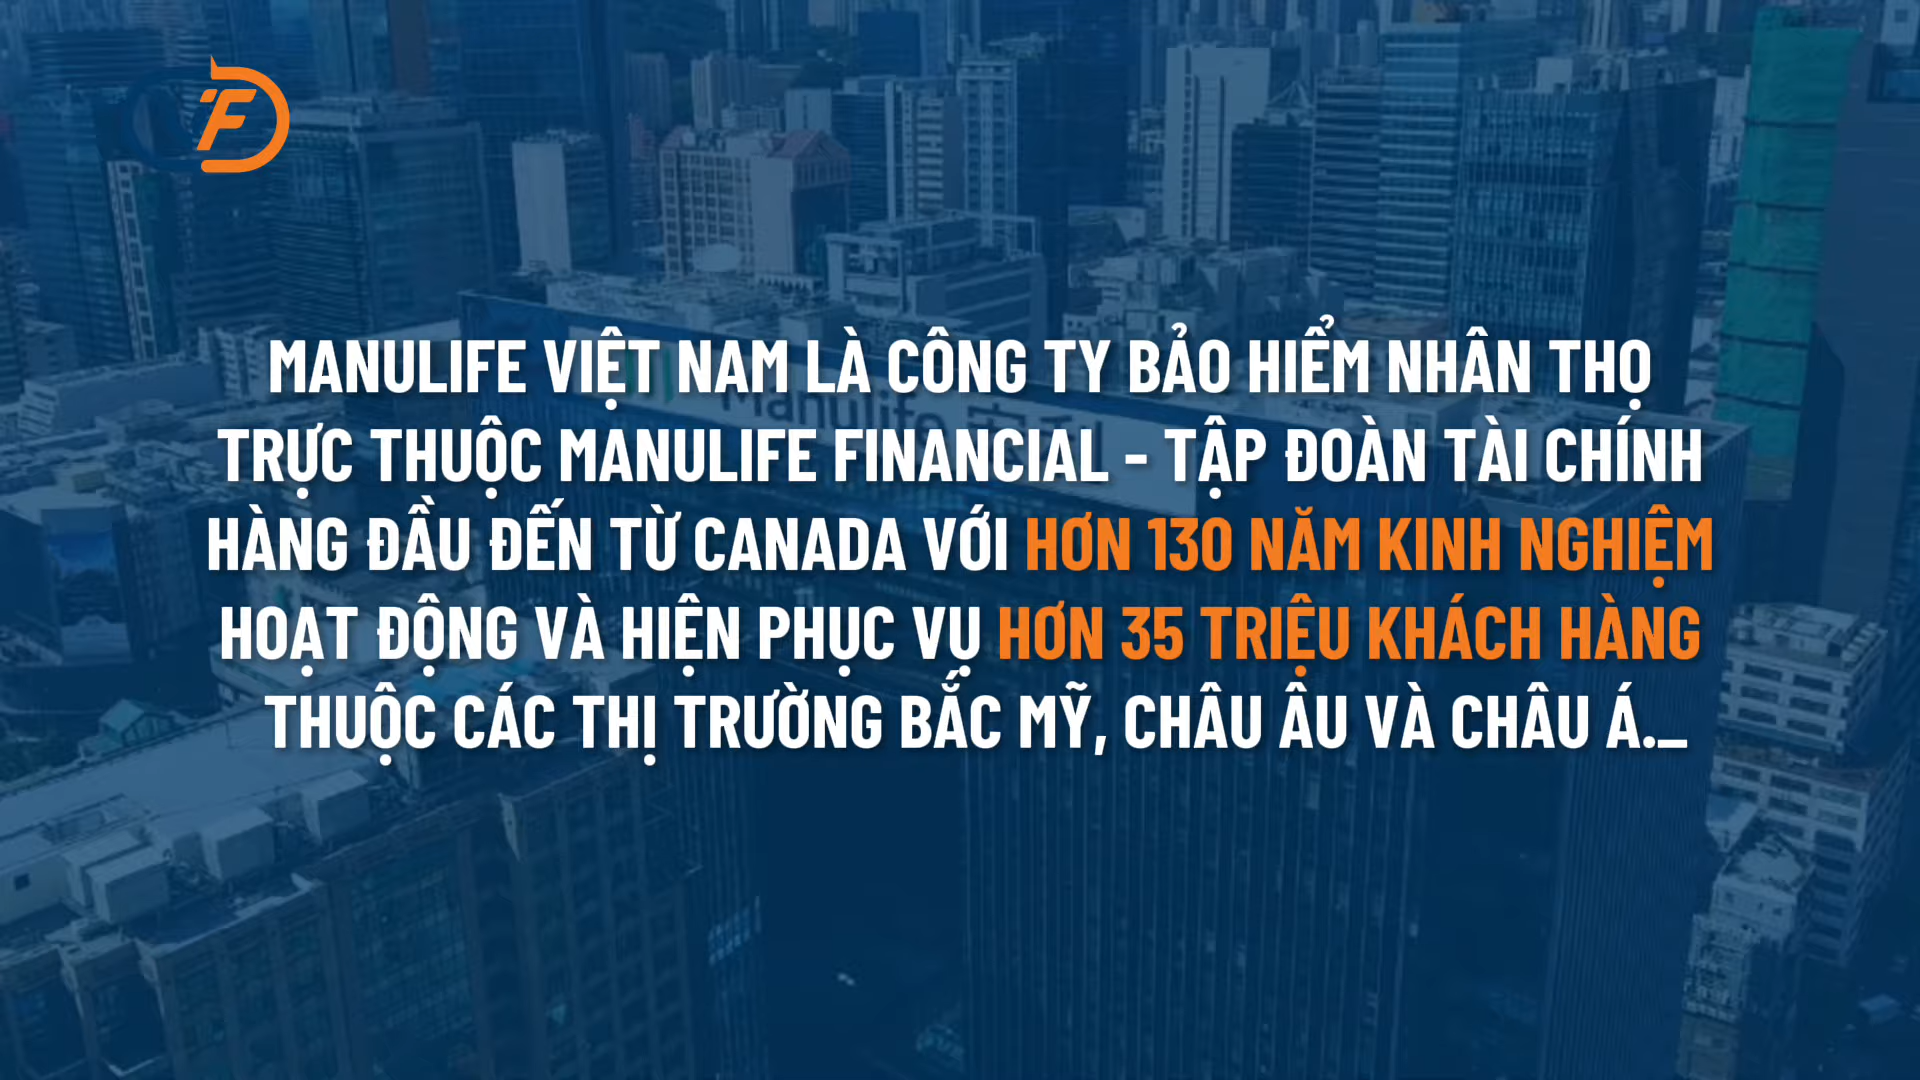 F
MANULIFE VIỆT NAM LÀ CÔNG TY BẢO HIỂM NHÂN THỌ
TRỰC THUỘC MANULIFE FINANCIAL - TẬP ĐOÀN TÀI CHÍNH
HÀNG ĐẦU ĐẾN TỪ CANADA VỚI HƠN 130 NĂM KINH NGHIỆM
HOẠT ĐỘNG VÀ HIỆN PHỤC VỤ HƠN 35 TRIỆU KHÁCH HÀNG
THUỘC CÁC THỊ TRƯỜNG BẮC MỸ, CHÂU ÂU VÀ CHÂU Á._
Manulife